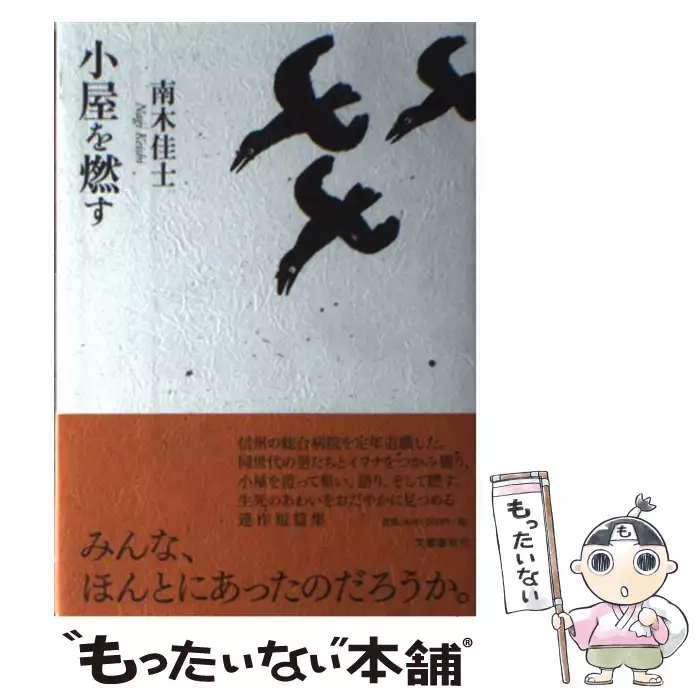 小屋を燃す
南木佳士
Nagi Keishi
信州の総合病院を定年退職した。
同世代の男たちとイワナをつかみ獲り、
小屋を造って集い、語り、そして燃す。
生死のあわいをおだやかに見つめる
連作短篇集
文藝春秋刊
みんな、
ほんとにあったのだろうか。
もったいない
も
"もったいない"本舗®